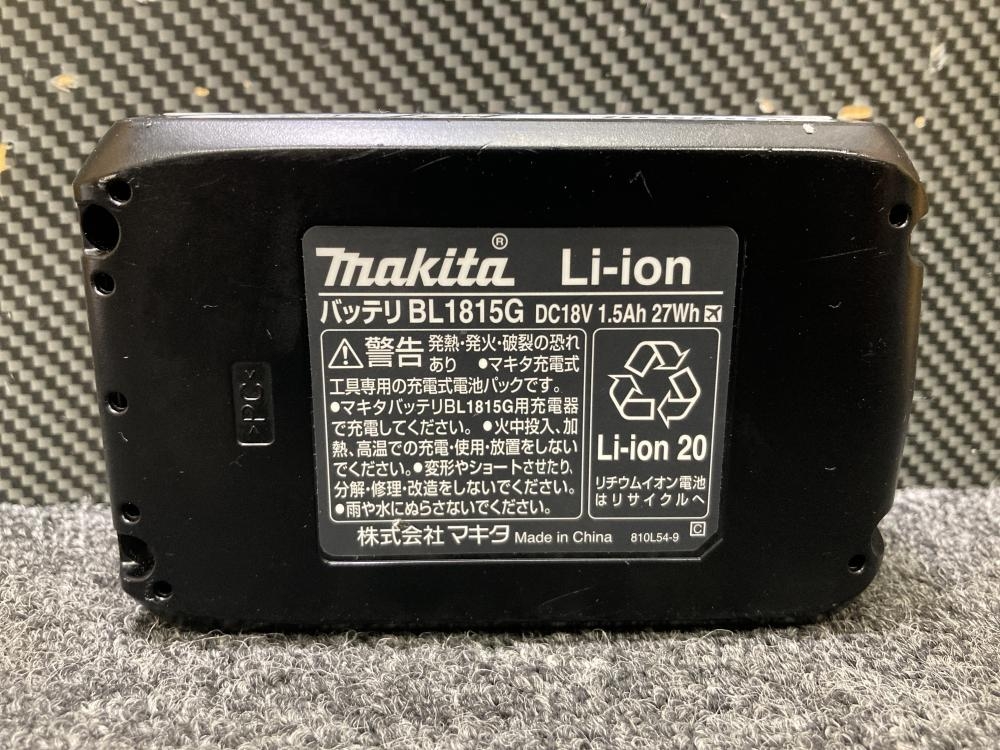 makita® Li-ion
バッテリ BL1815G DC18V 1.5Ah 27Wh
警告 発熱・発火・破裂の恐れ
あり ●マキタ充電式
工具専用の充電式電池パックです。
●マキタバッテリBL1815G用充電器
で充電してください。●火中投入、加
熱、高温での充電・使用・放置をしない
でください。●変形やショートさせたり、
分解・修理・改造をしないでください。
●雨や水にぬらさないでください。
Li-ion 20
リチウムイオン電池
はリサイクルへ
株式会社 マキタ Made in China 810L54-9 C
>PC<